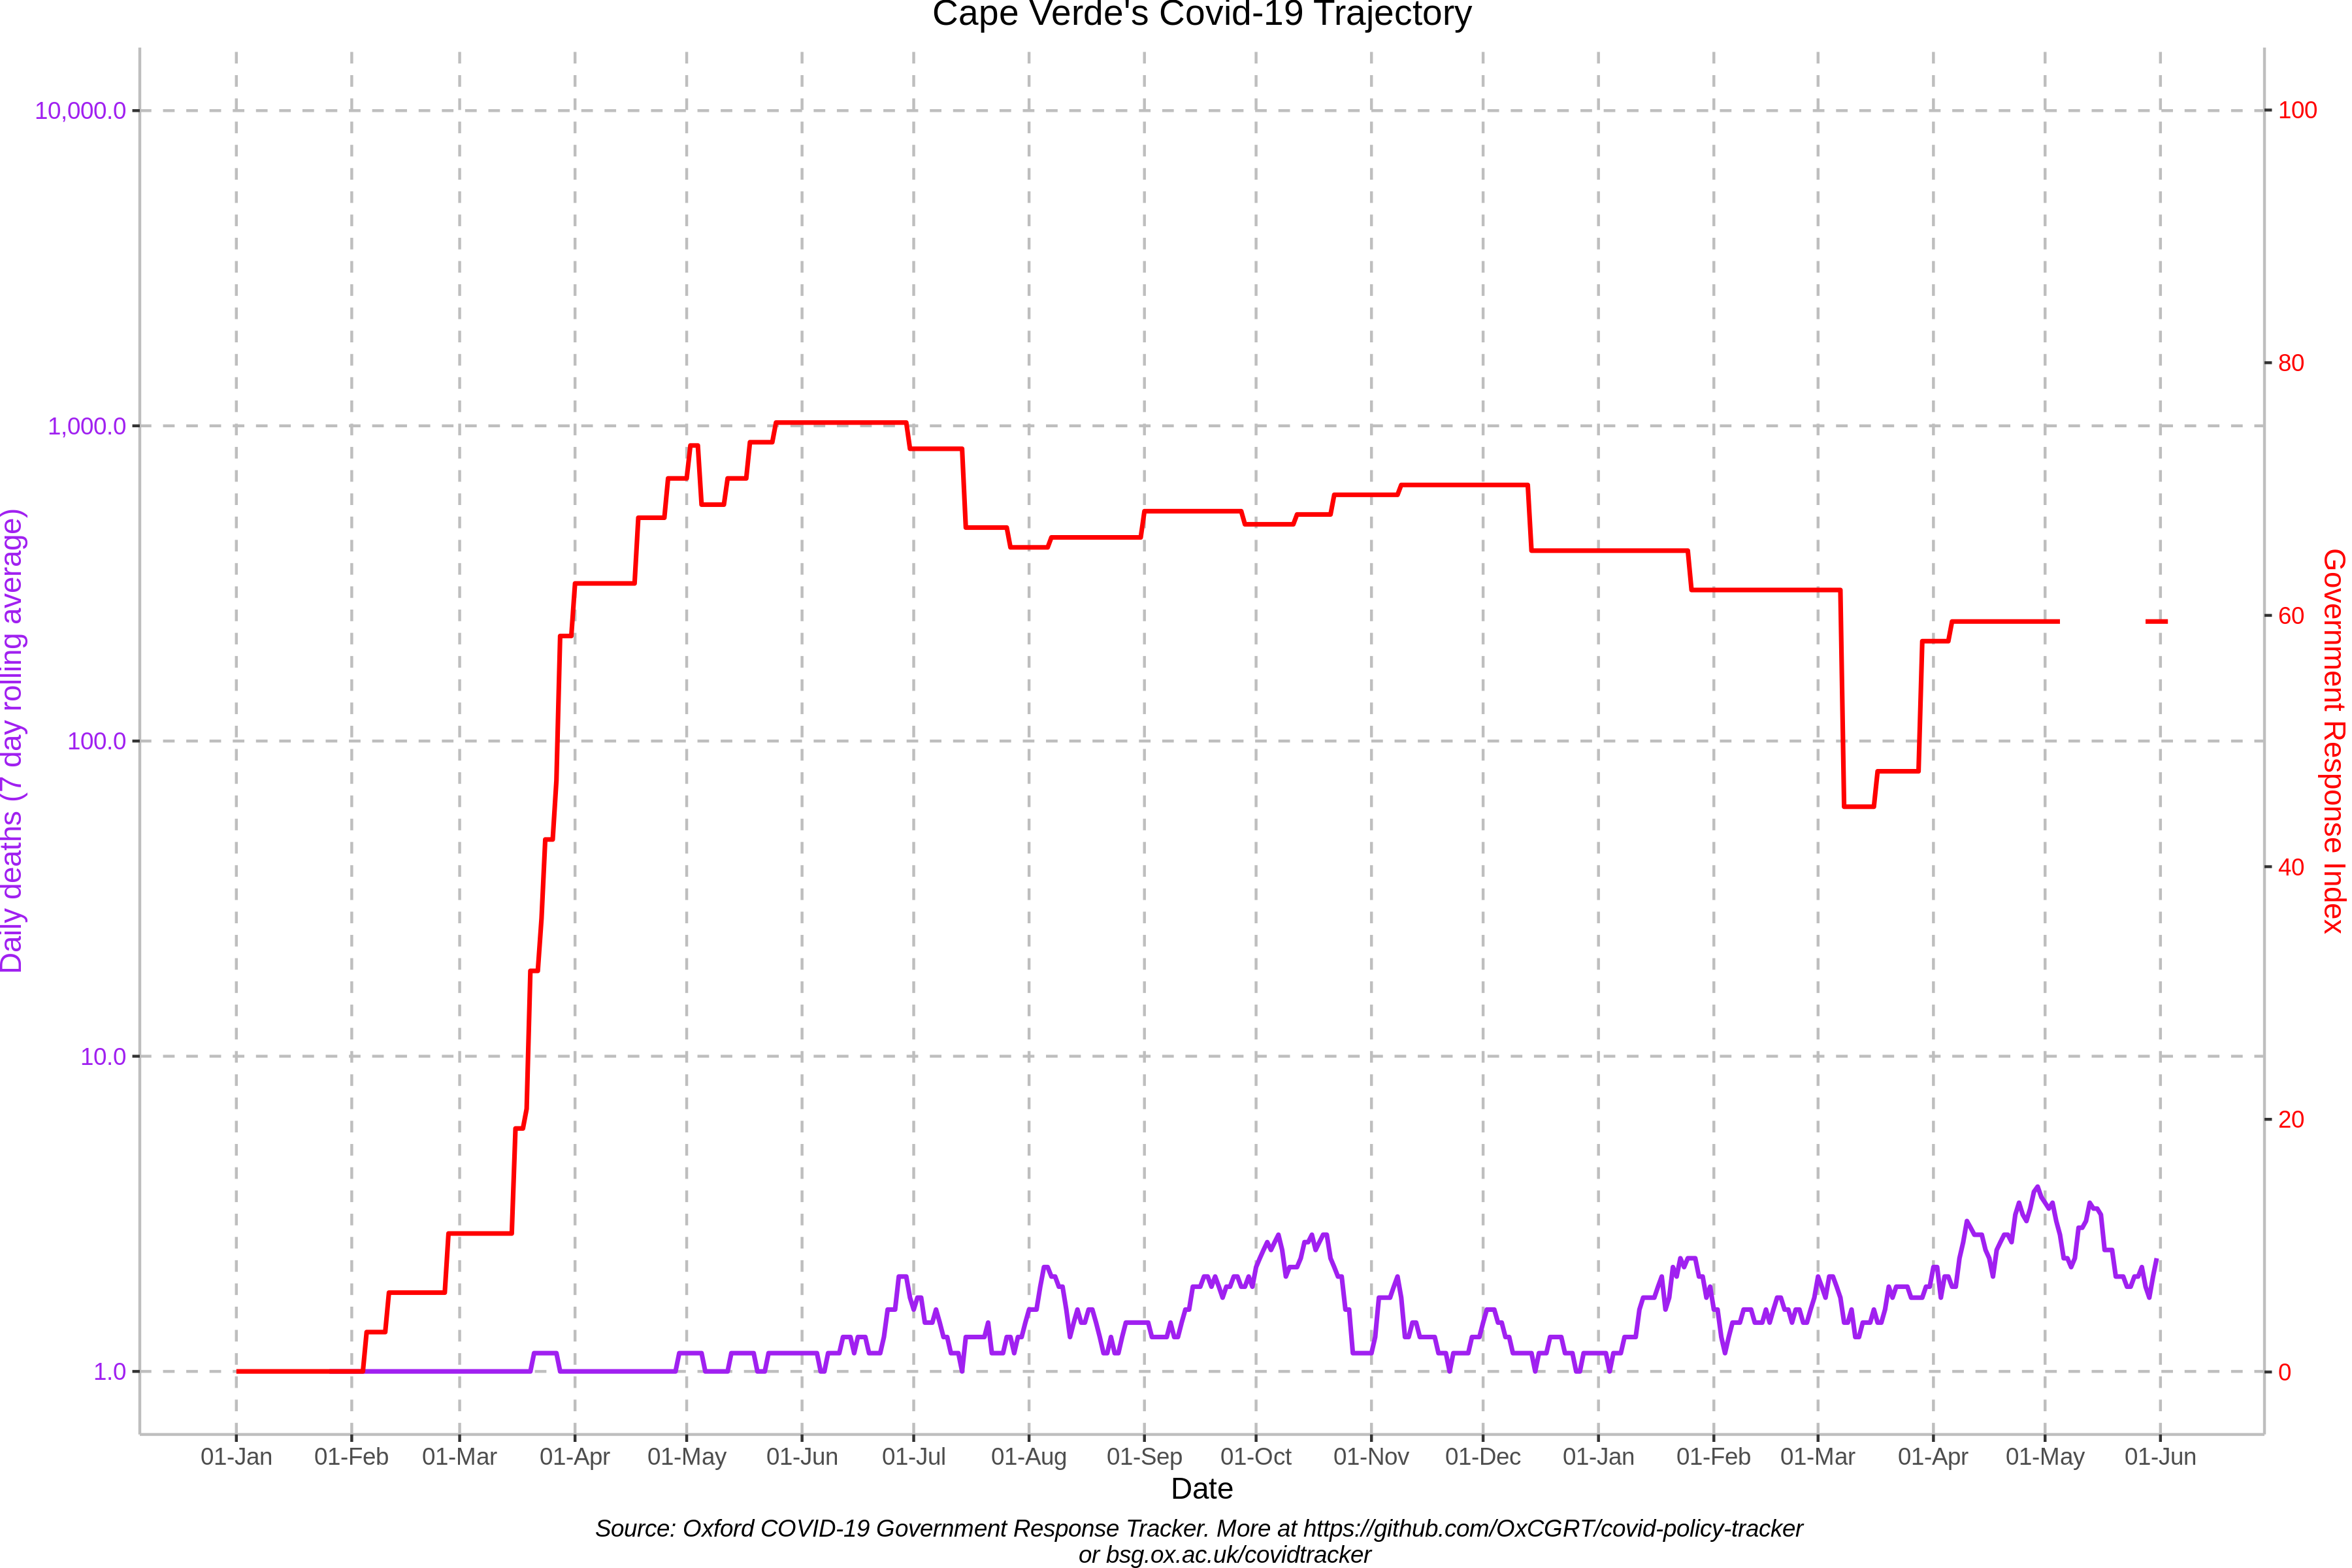 Cape Verde's Covid-19 Trajectory
10,000.0
1,000.0
100.0
10.0
1.0
Daily deaths (7 day rolling average)
100
80
60
40
20
0
Government Response Index
01-Jan 01-Feb 01-Mar 01-Apr 01-May 01-Jun 01-Jul 01-Aug 01-Sep 01-Oct 01-Nov 01-Dec 01-Jan 01-Feb 01-Mar 01-Apr 01-May 01-Jun
Date
Source: Oxford COVID-19 Government Response Tracker. More at https://github.com/OxCGRT/covid-policy-tracker
or bsg.ox.ac.uk/covidtracker